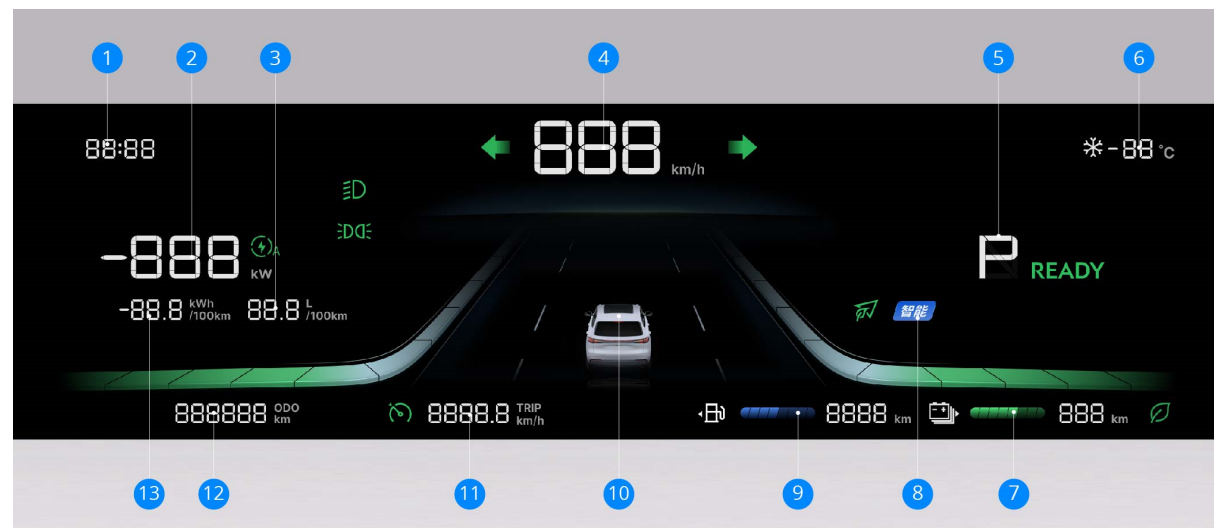 1 2 3 4 5 6
88:88
888 km/h
-88 °C
-888 kW A
P READY
-88.8 kWh/100km 88.8 L/100km
智能
888888 ODO km
8888.8 TRIP km/h
8888 km
888 km
13 12 11 10 9 8 7